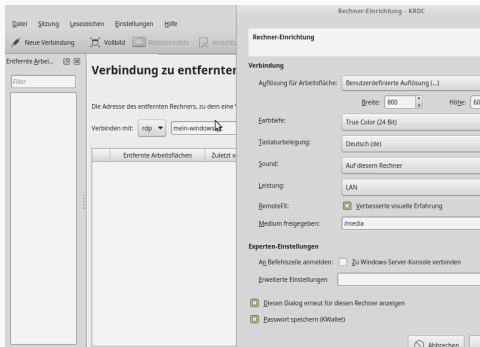 Rechner-Einrichtung – KRDC
Datei Sitzung Lesezeichen Einstellungen Hilfe
Neue Verbindung Vollbild Bildschirmfoto Ansichts
Entfernte Arbei...
Filter
Verbindung zu entfernter
Die Adresse des entfernten Rechners, zu dem eine
Verbinden mit: rdp
Entfernte Arbeitsflächen Zuletzt v
Rechner-Einrichtung
Verbindung
Auflösung für Arbeitsfläche: Benutzerdefinierte Auflösung (...)
Breite: 800 Höhe: 60
Farbtiefe: True Color (24 Bit)
Tastaturbelegung: Deutsch (de)
Sound: Auf diesem Rechner
Leistung: LAN
RemoteFX: Verbesserte visuelle Erfahrung
Medium freigegeben: /media
Experten-Einstellungen
An Befehlszeile anmelden: Zu Windows-Server-Konsole verbinden
Erweiterte Einstellungen
Diesen Dialog erneut für diesen Rechner anzeigen
Passwort speichern (KWallet)
Abbrechen